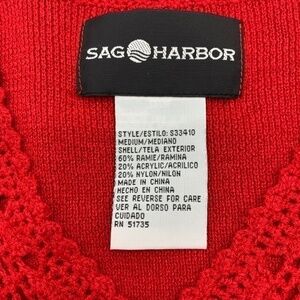 SAG HARBOR
STYLE/ESTILO: S33410
MEDIUM/MEDIANO
SHELL/TELA EXTERIOR
60% RAMIE/RAMINA
20% ACRYLIC/ACRILICO
20% NYLON/NILON
MADE IN CHINA
HECHO EN CHINA
SEE REVERSE FOR CARE
VER AL DORSO PARA
CUIDADO
RN 51735